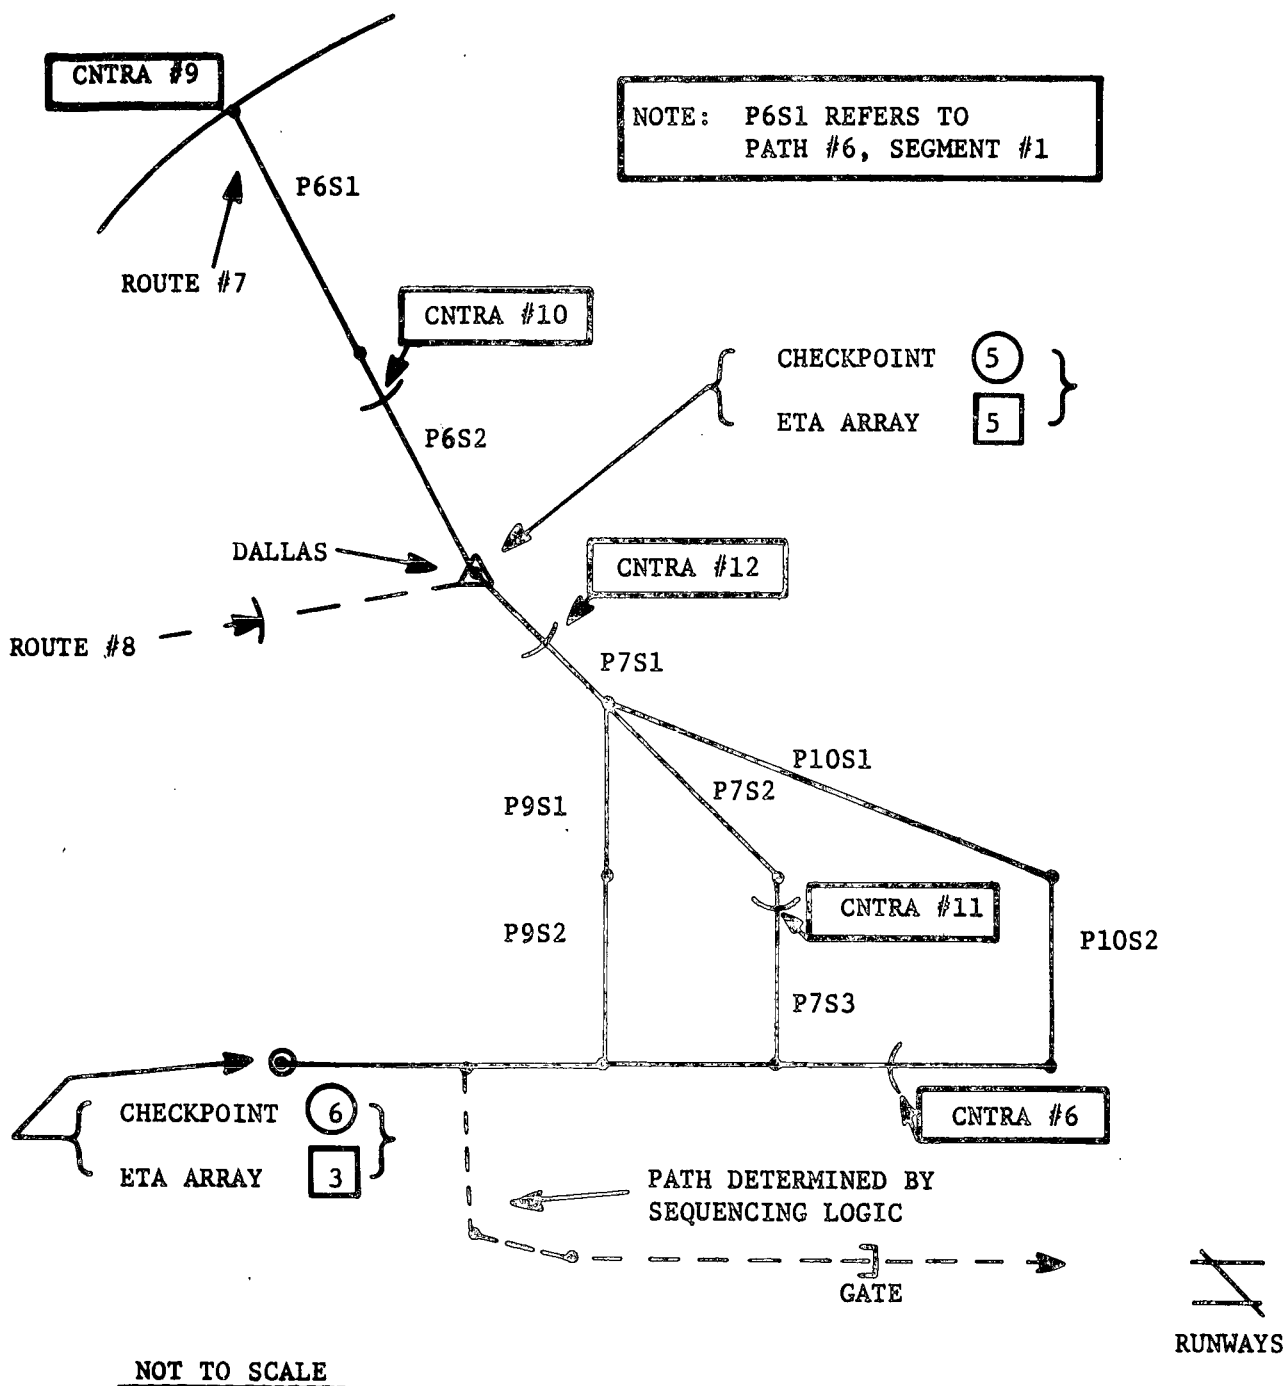 CNTRA #9
NOTE: P6S1 REFERS TO
PATH #6, SEGMENT #1
P6S1
ROUTE #7
CNTRA #10
CHECKPOINT 5
ETA ARRAY 5
P6S2
DALLAS
CNTRA #12
ROUTE #8
P7S1
P10S1
P7S2
P9S1
CNTRA #11
P9S2
P10S2
P7S3
CHECKPOINT 6
CNTRA #6
ETA ARRAY 3
PATH DETERMINED BY
SEQUENCING LOGIC
GATE
RUNWAYS
NOT TO SCALE